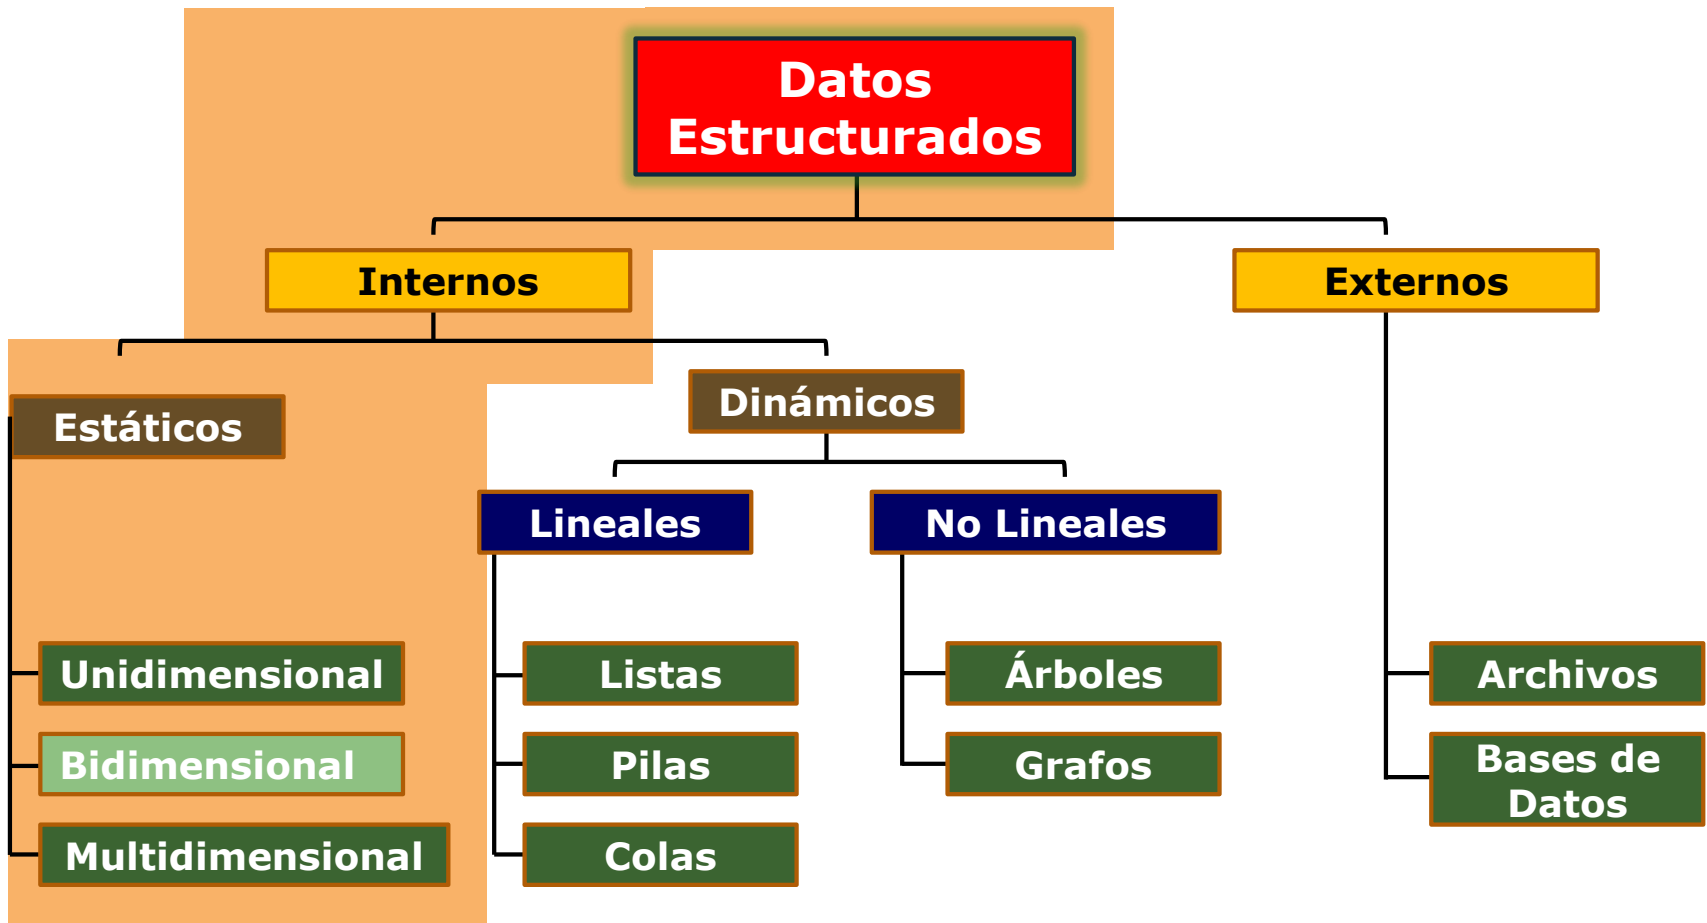 Datos
Estructurados
Internos
Externos
Estáticos
Dinámicos
Lineales
No Lineales
Unidimensional
Listas
Árboles
Archivos
Bidimensional
Pilas
Grafos
Bases de
Datos
Multidimensional
Colas